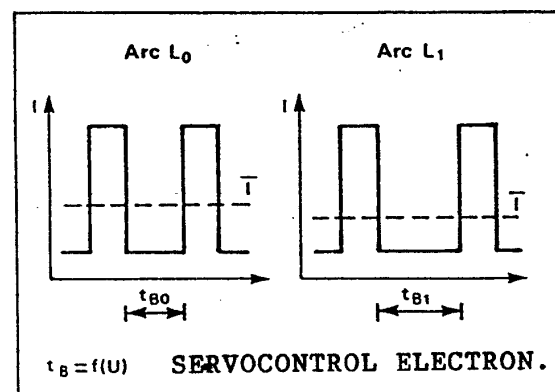 Arc L0 Arc L1
I I
Ī Ī
tB0 tB1
tB = f(U) SERVOCONTROL ELECTRON.